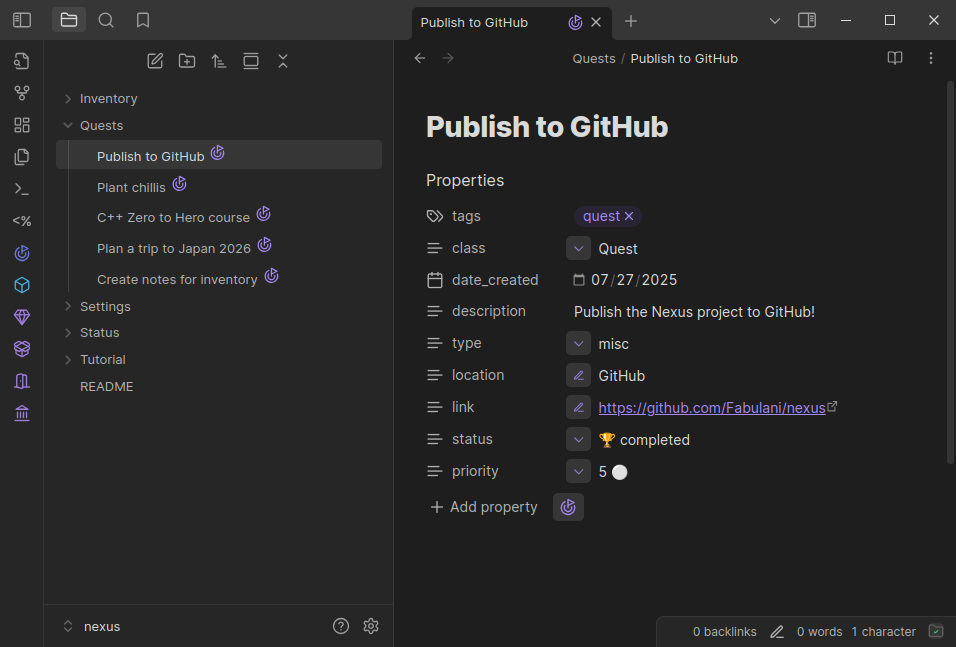 Publish to GitHub
Quests / Publish to GitHub
<%
Inventory
Quests
Publish to GitHub
Plant chillis
C++ Zero to Hero course
Plan a trip to Japan 2026
Create notes for inventory
Settings
Status
Tutorial
README
nexus
Publish to GitHub
Properties
tags quest ×
class Quest
date_created 07/27/2025
description Publish the Nexus project to GitHub!
type misc
location GitHub
link https://github.com/Fabulani/nexus
status 🏆 completed
priority 5 ⚪
+ Add property
0 backlinks 0 words 1 character